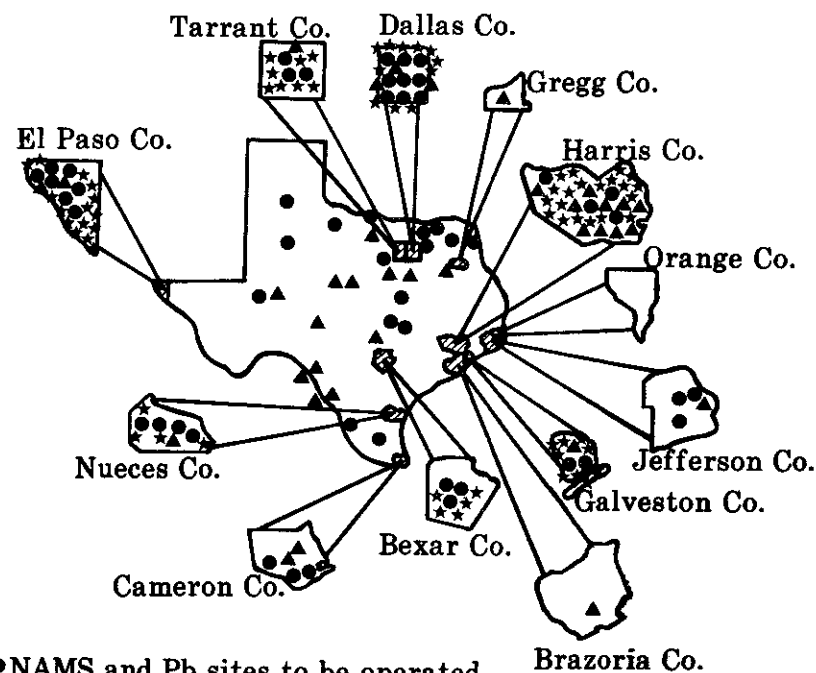 Tarrant Co.
Dallas Co.
Gregg Co.
El Paso Co.
Harris Co.
Orange Co.
Jefferson Co.
Nueces Co.
Galveston Co.
Bexar Co.
Cameron Co.
Brazoria Co.
NAMS and Pb sites to be operated